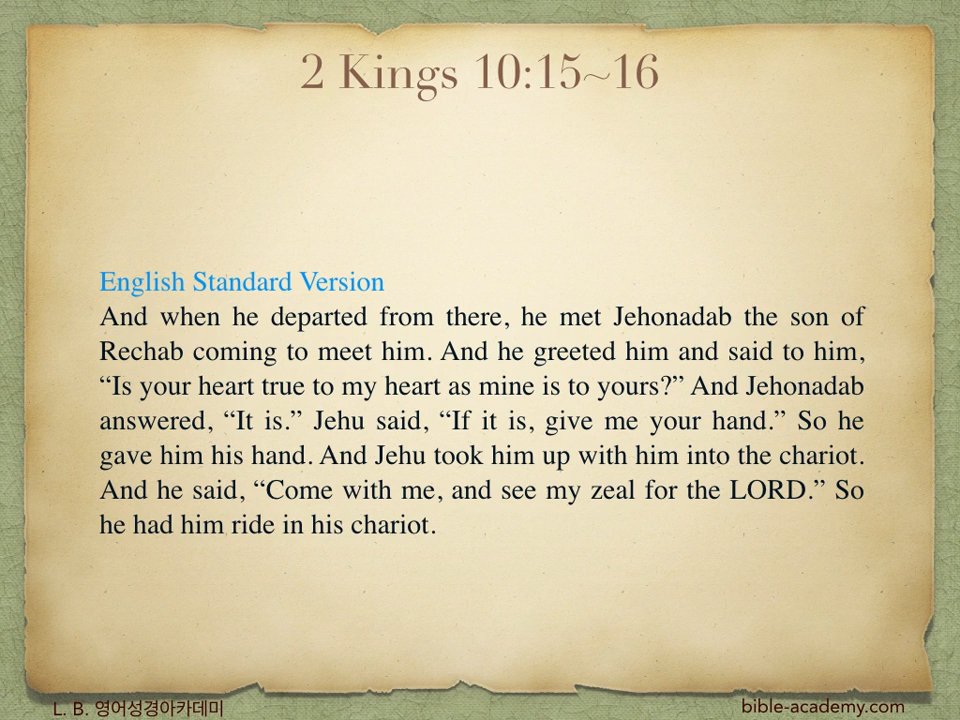 2 Kings 10:15~16
English Standard Version
And when he departed from there, he met Jehonadab the son of
Rechab coming to meet him. And he greeted him and said to him,
“Is your heart true to my heart as mine is to yours?” And Jehonadab
answered, “It is.” Jehu said, “If it is, give me your hand.” So he
gave him his hand. And Jehu took him up with him into the chariot.
And he said, “Come with me, and see my zeal for the LORD.” So
he had him ride in his chariot.
L. B. 영어성경아카데미
bible-academy.com